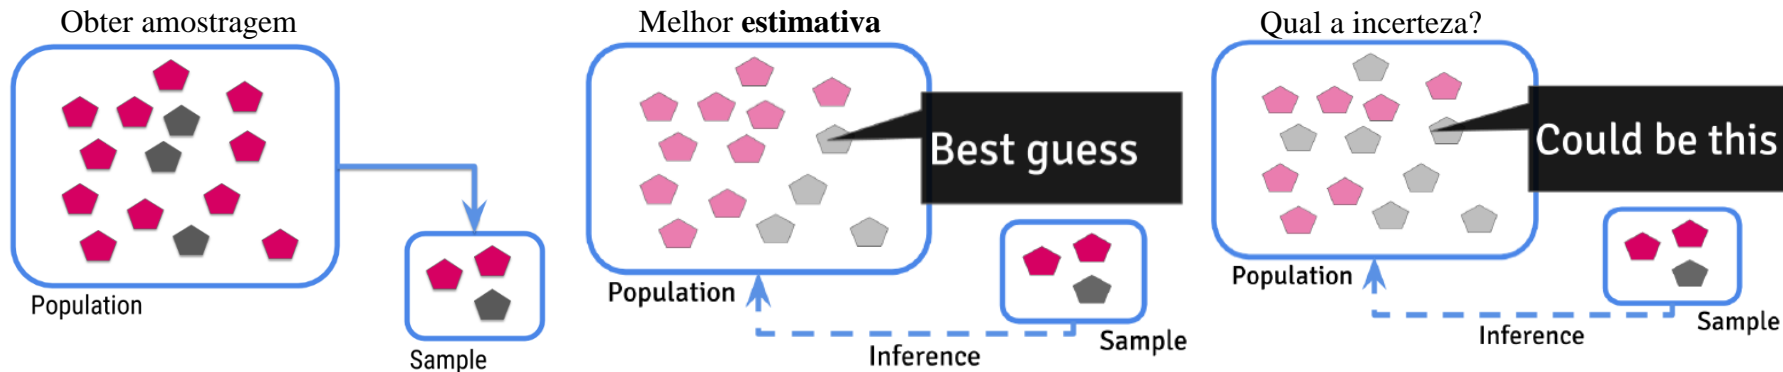 Obter amostragem
Population
Sample
Melhor estimativa
Best guess
Population
Inference
Sample
Qual a incerteza?
Could be this
Population
Inference
Sample